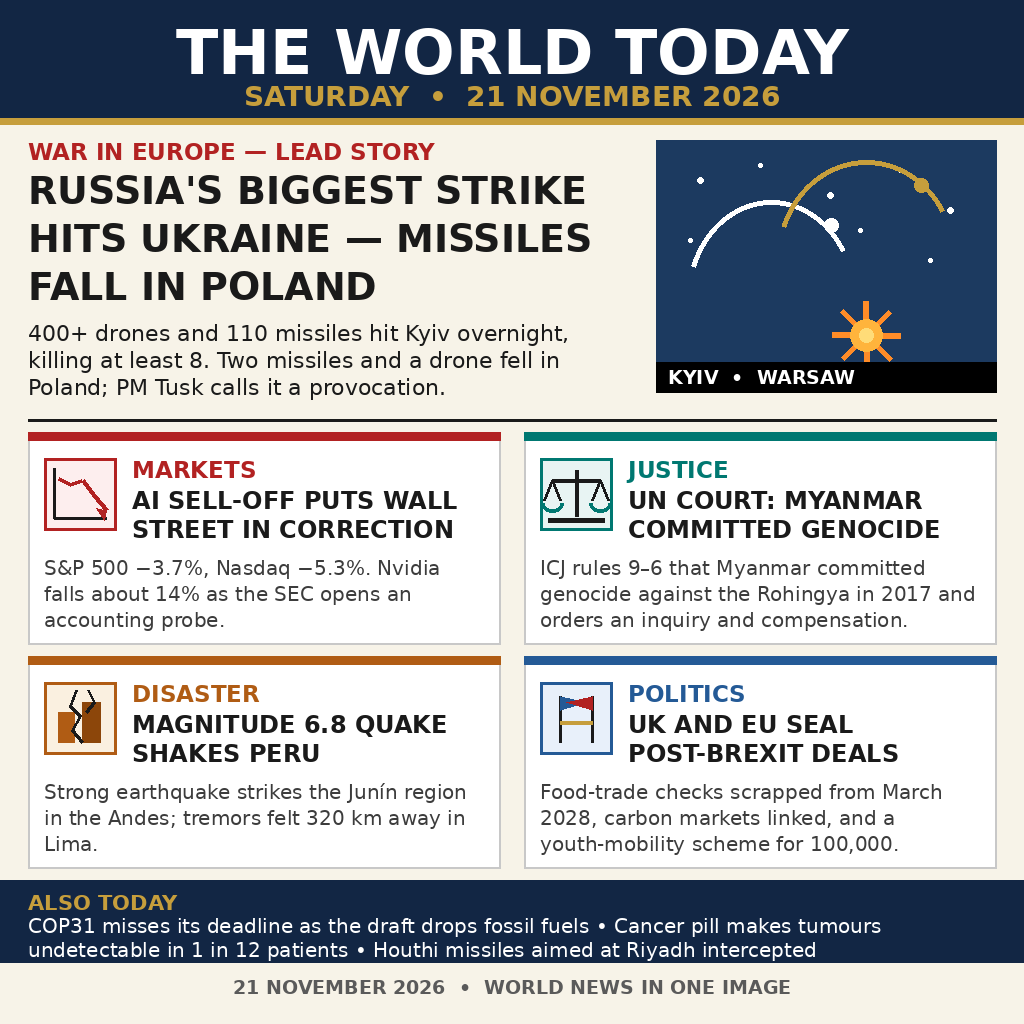 THE WORLD TODAY
SATURDAY • 21 NOVEMBER 2026
WAR IN EUROPE — LEAD STORY
RUSSIA'S BIGGEST STRIKE
HITS UKRAINE — MISSILES
FALL IN POLAND
400+ drones and 110 missiles hit Kyiv overnight,
killing at least 8. Two missiles and a drone fell in
Poland; PM Tusk calls it a provocation.
KYIV • WARSAW
MARKETS
AI SELL-OFF PUTS WALL
STREET IN CORRECTION
S&P 500 −3.7%, Nasdaq −5.3%. Nvidia
falls about 14% as the SEC opens an
accounting probe.
JUSTICE
UN COURT: MYANMAR
COMMITTED GENOCIDE
ICJ rules 9–6 that Myanmar committed
genocide against the Rohingya in 2017 and
orders an inquiry and compensation.
DISASTER
MAGNITUDE 6.8 QUAKE
SHAKES PERU
Strong earthquake strikes the Junín region
in the Andes; tremors felt 320 km away in
Lima.
POLITICS
UK AND EU SEAL
POST-BREXIT DEALS
Food-trade checks scrapped from March
2028, carbon markets linked, and a
youth-mobility scheme for 100,000.
ALSO TODAY
COP31 misses its deadline as the draft drops fossil fuels • Cancer pill makes tumours
undetectable in 1 in 12 patients • Houthi missiles aimed at Riyadh intercepted
21 NOVEMBER 2026 • WORLD NEWS IN ONE IMAGE